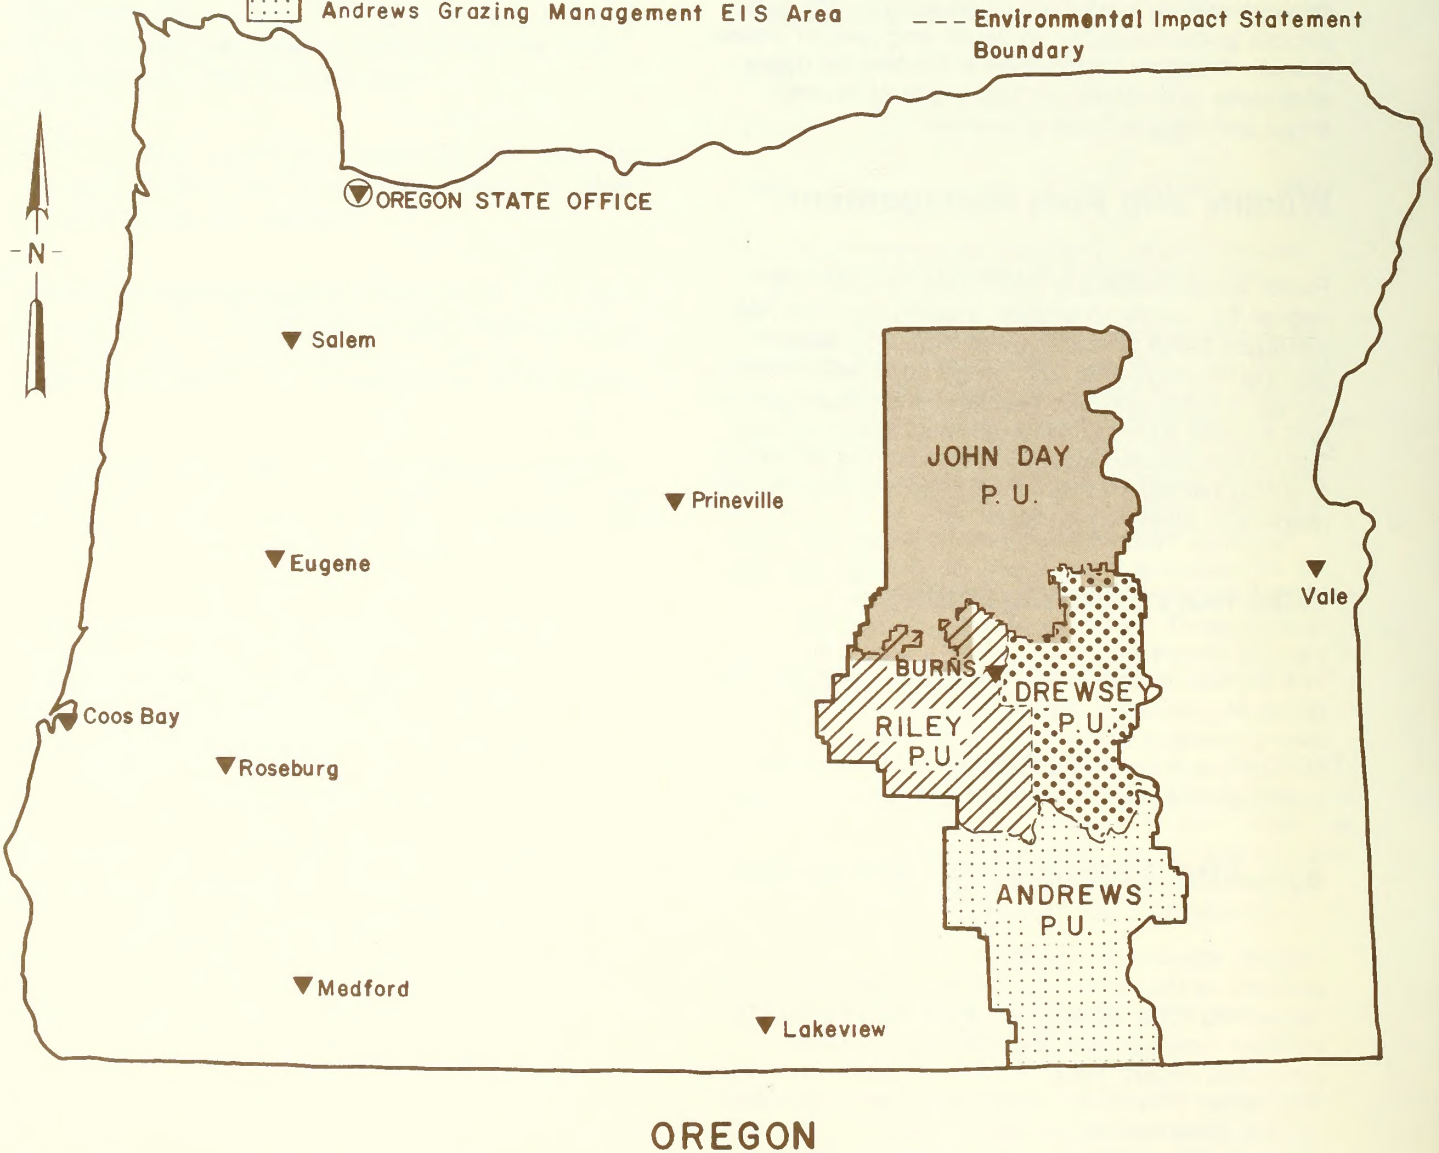 Andrews Grazing Management EIS Area
--- Environmental Impact Statement
Boundary
OREGON STATE OFFICE
- N -
Salem
JOHN DAY
P. U.
Prineville
Eugene
Vale
BURNS
DREWSEY
P. U.
RILEY
P. U.
Coos Bay
Roseburg
ANDREWS
P. U.
Medford
Lakeview
OREGON